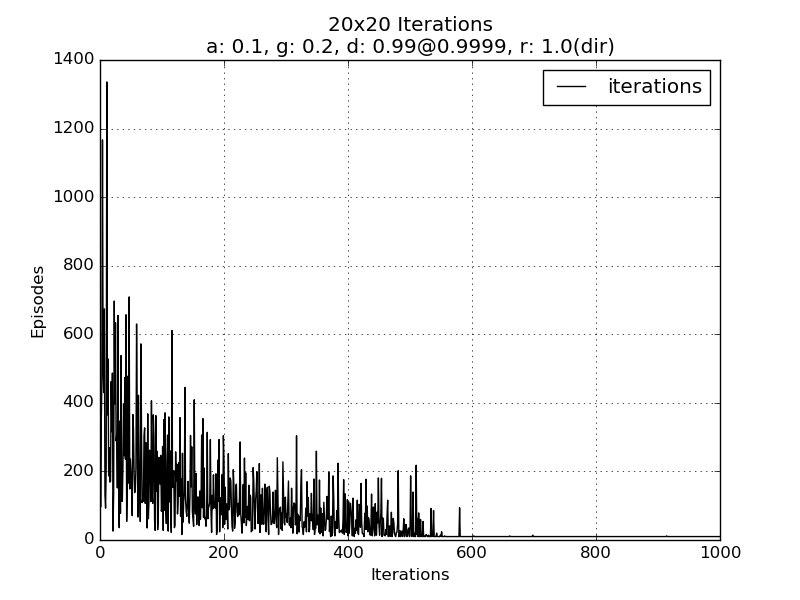 20x20 Iterations
a: 0.1, g: 0.2, d: 0.99@0.9999, r: 1.0(dir)
1400
iterations
1200
1000
800
Episodes
600
400
200
0
0 200 400 600 800 1000
Iterations